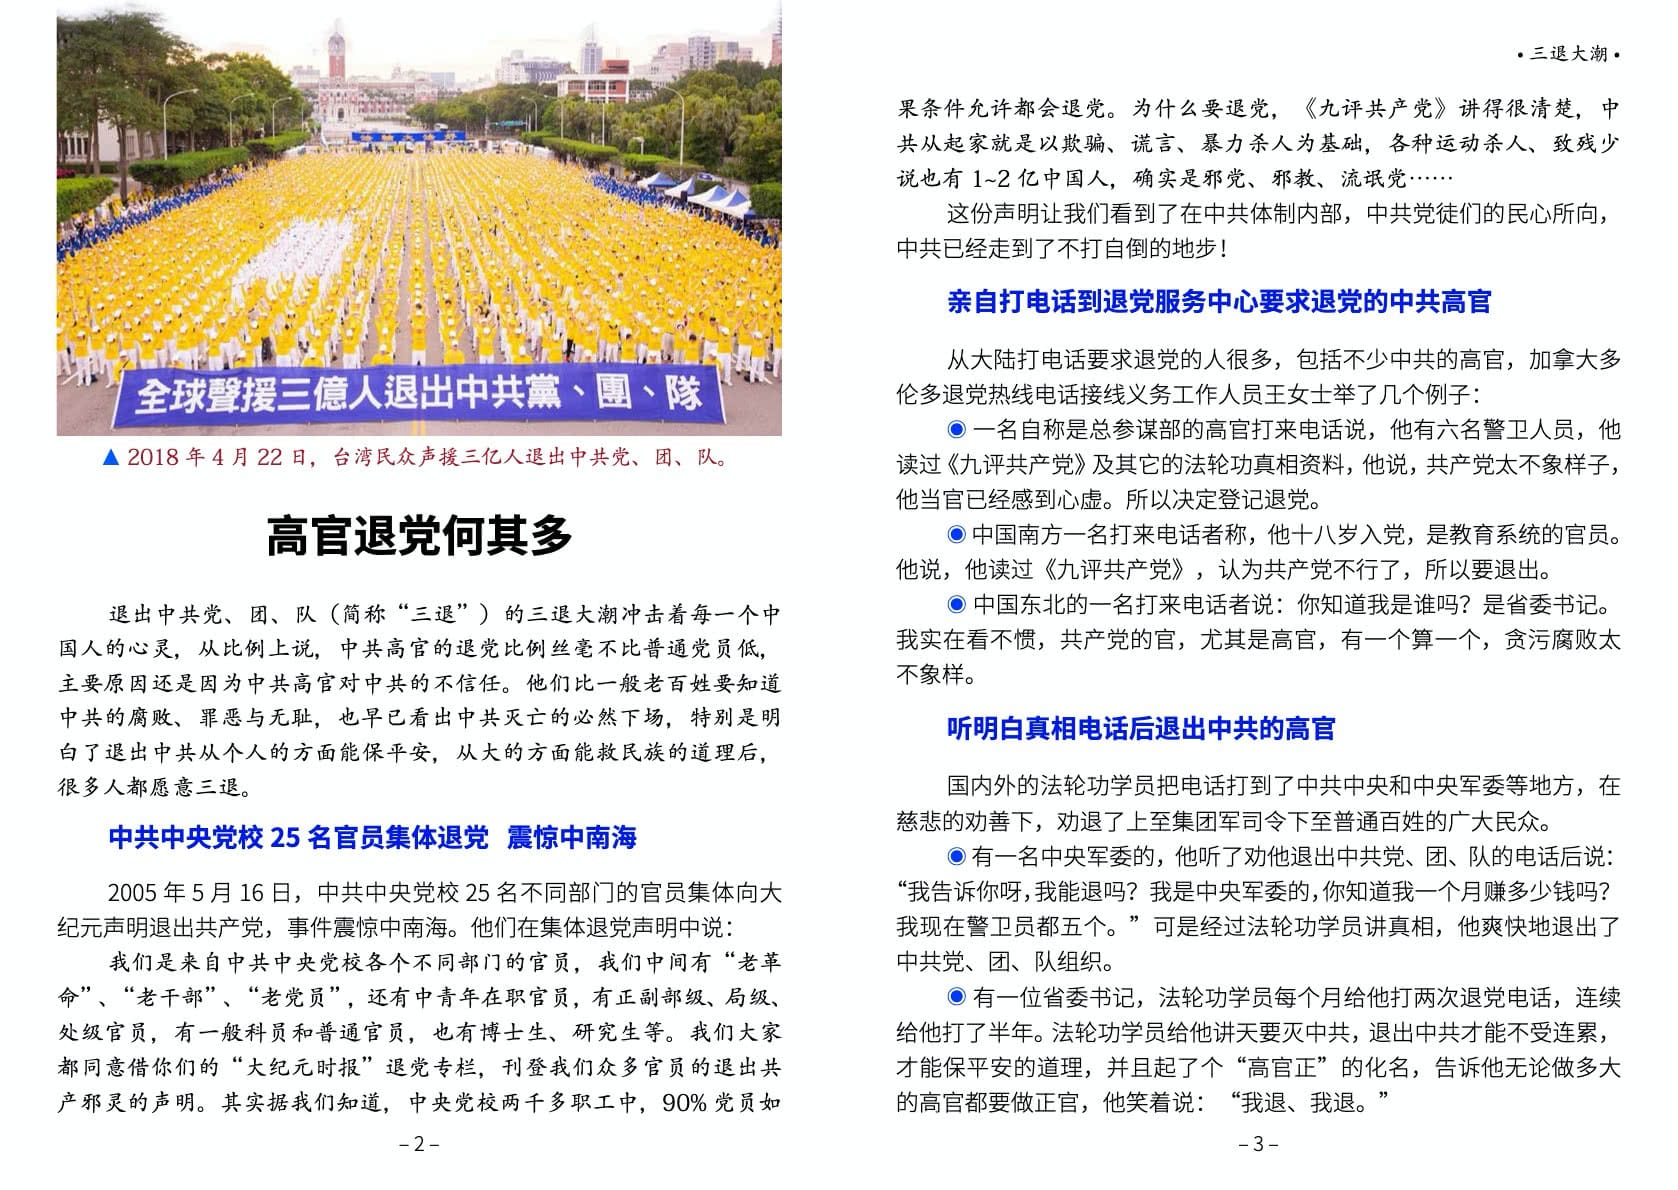 全球聲援三億人退出中共黨、團、隊
▲ 2018 年 4 月 22 日，台湾民众声援三亿人退出中共党、团、队。
高官退党何其多
退出中共党、团、队（简称“三退”）的三退大潮冲击着每一个中
国人的心灵，从比例上说，中共高官的退党比例丝毫不比普通党员低，
主要原因还是因为中共高官对中共的不信任。他们比一般老百姓要知道
中共的腐败、罪恶与无耻，也早已看出中共灭亡的必然下场，特别是明
白了退出中共从个人的方面能保平安，从大的方面能救民族的道理后，
很多人都愿意三退。
中共中央党校 25 名官员集体退党 震惊中南海
2005 年 5 月 16 日，中共中央党校 25 名不同部门的官员集体向大
纪元声明退出共产党，事件震惊中南海。他们在集体退党声明中说：
我们是来自中共中央党校各个不同部门的官员，我们中间有“老革
命”、“老干部”、“老党员”，还有中青年在职官员，有正副部级、局级、
处级官员，有一般科员和普通官员，也有博士生、研究生等。我们大家
都同意借你们的“大纪元时报”退党专栏，刊登我们众多官员的退出共
产邪灵的声明。其实据我们知道，中央党校两千多职工中，90% 党员如
– 2 –
• 三退大潮 •
果条件允许都会退党。为什么要退党，《九评共产党》讲得很清楚，中
共从起家就是以欺骗、谎言、暴力杀人为基础，各种运动杀人、致残少
说也有 1~2 亿中国人，确实是邪党、邪教、流氓党……
这份声明让我们看到了在中共体制内部，中共党徒们的民心所向，
中共已经走到了不打自倒的地步！
亲自打电话到退党服务中心要求退党的中共高官
从大陆打电话要求退党的人很多，包括不少中共的高官，加拿大多
伦多退党热线电话接线义务工作人员王女士举了几个例子：
◉ 一名自称是总参谋部的高官打来电话说，他有六名警卫人员，他
读过《九评共产党》及其它的法轮功真相资料，他说，共产党太不象样子，
他当官已经感到心虚。所以决定登记退党。
◉ 中国南方一名打来电话者称，他十八岁入党，是教育系统的官员。
他说，他读过《九评共产党》，认为共产党不行了，所以要退出。
◉ 中国东北的一名打来电话者说：你知道我是谁吗？是省委书记。
我实在看不惯，共产党的官，尤其是高官，有一个算一个，贪污腐败太
不象样。
听明白真相电话后退出中共的高官
国内外的法轮功学员把电话打到了中共中央和中央军委等地方，在
慈悲的劝善下，劝退了上至集团军司令下至普通百姓的广大民众。
◉ 有一名中央军委的，他听了劝他退出中共党、团、队的电话后说：
“我告诉你呀，我能退吗？我是中央军委的，你知道我一个月赚多少钱吗？
我现在警卫员都五个。”可是经过法轮功学员讲真相，他爽快地退出了
中共党、团、队组织。
◉ 有一位省委书记，法轮功学员每个月给他打两次退党电话，连续
给他打了半年。法轮功学员给他讲天要灭中共，退出中共才能不受连累，
才能保平安的道理，并且起了个“高官正”的化名，告诉他无论做多大
的高官都要做正官，他笑着说：“我退、我退。”
– 3 –